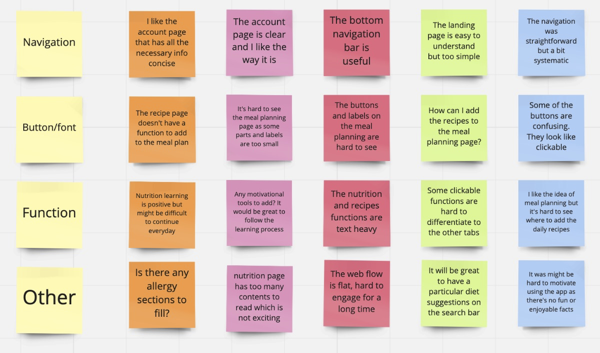 Navigation
I like the
account page
that has all the
necessary info
concise
The account
page is clear
and I like the
way it is
The bottom
navigation
bar is
useful
The landing
page is easy to
understand
but too simple
The navigation
was
straightforward
but a bit
systematic
Button/font
The recipe page
doesn't have a
function to add
to the meal plan
It's hard to see
the meal planning
page as some
parts and labels
are too small
The buttons
and labels on
the meal
planning are
hard to see
How can I add
the recipes to
the meal
planning page?
Some of the
buttons are
confusing.
They look like
clickable
Function
Nutrition learning
is positive but
might be difficult
to continue
everyday
Any motivational
tools to add? It
would be great to
follow the
learning process
The nutrition
and recipes
functions are
text heavy
Some clickable
functions are
hard to
differentiate to
the other tabs
I like the idea of
meal planning but
it's hard to see
where to add the
daily recipes
Other
Is there any
allergy
sections to
fill?
nutrition page
has too many
contents to
read which is
not exciting
The web flow
is flat, hard to
engage for a
long time
It will be great
to have a
particular diet
suggestions on
the search bar
It was might be
hard to motivate
using the app as
there's no fun or
enjoyable facts